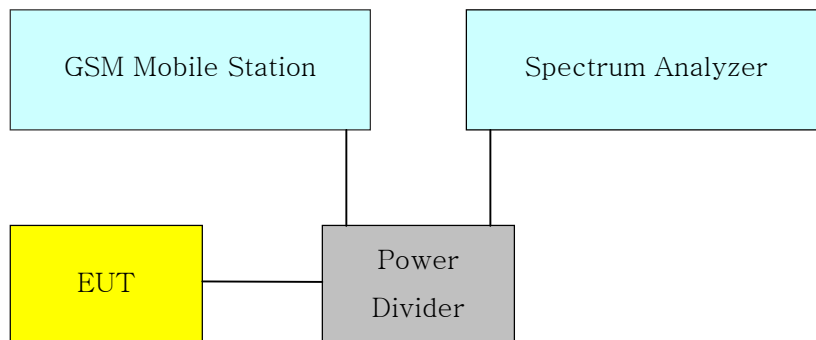 GSM Mobile Station
Spectrum Analyzer
EUT
Power
Divider